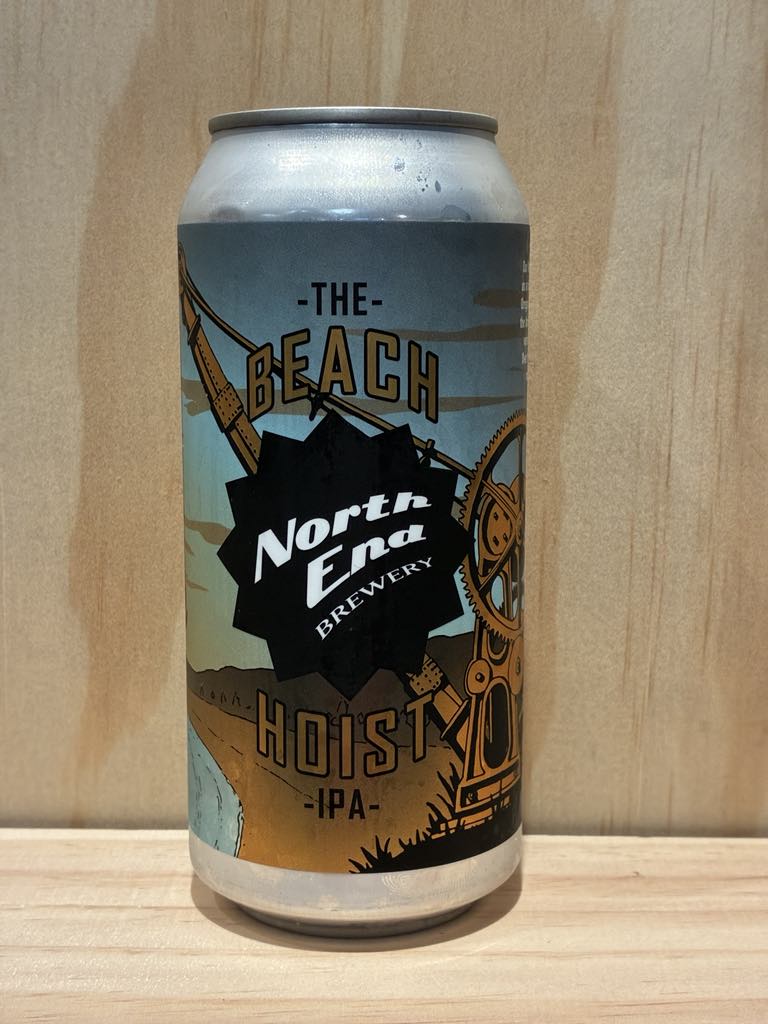 -THE-
BEACH
North
End
BREWERY
HOIST
-IPA-